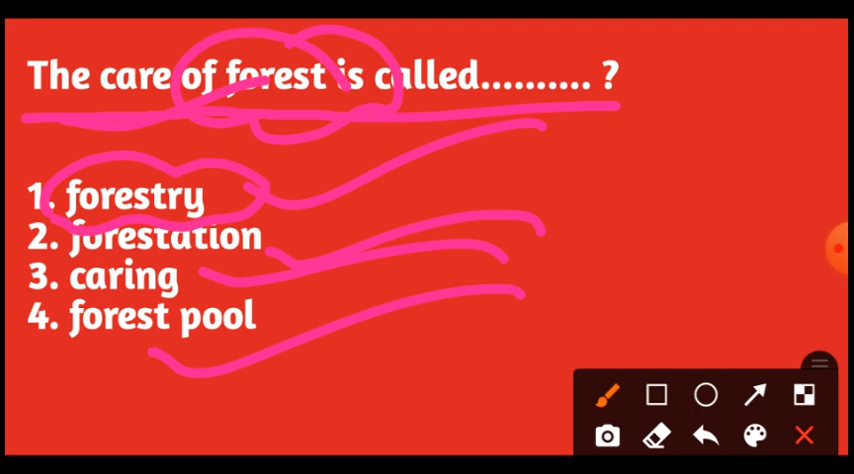 The care of forest is called.......... ?
1. forestry
2. forestation
3. caring
4. forest pool